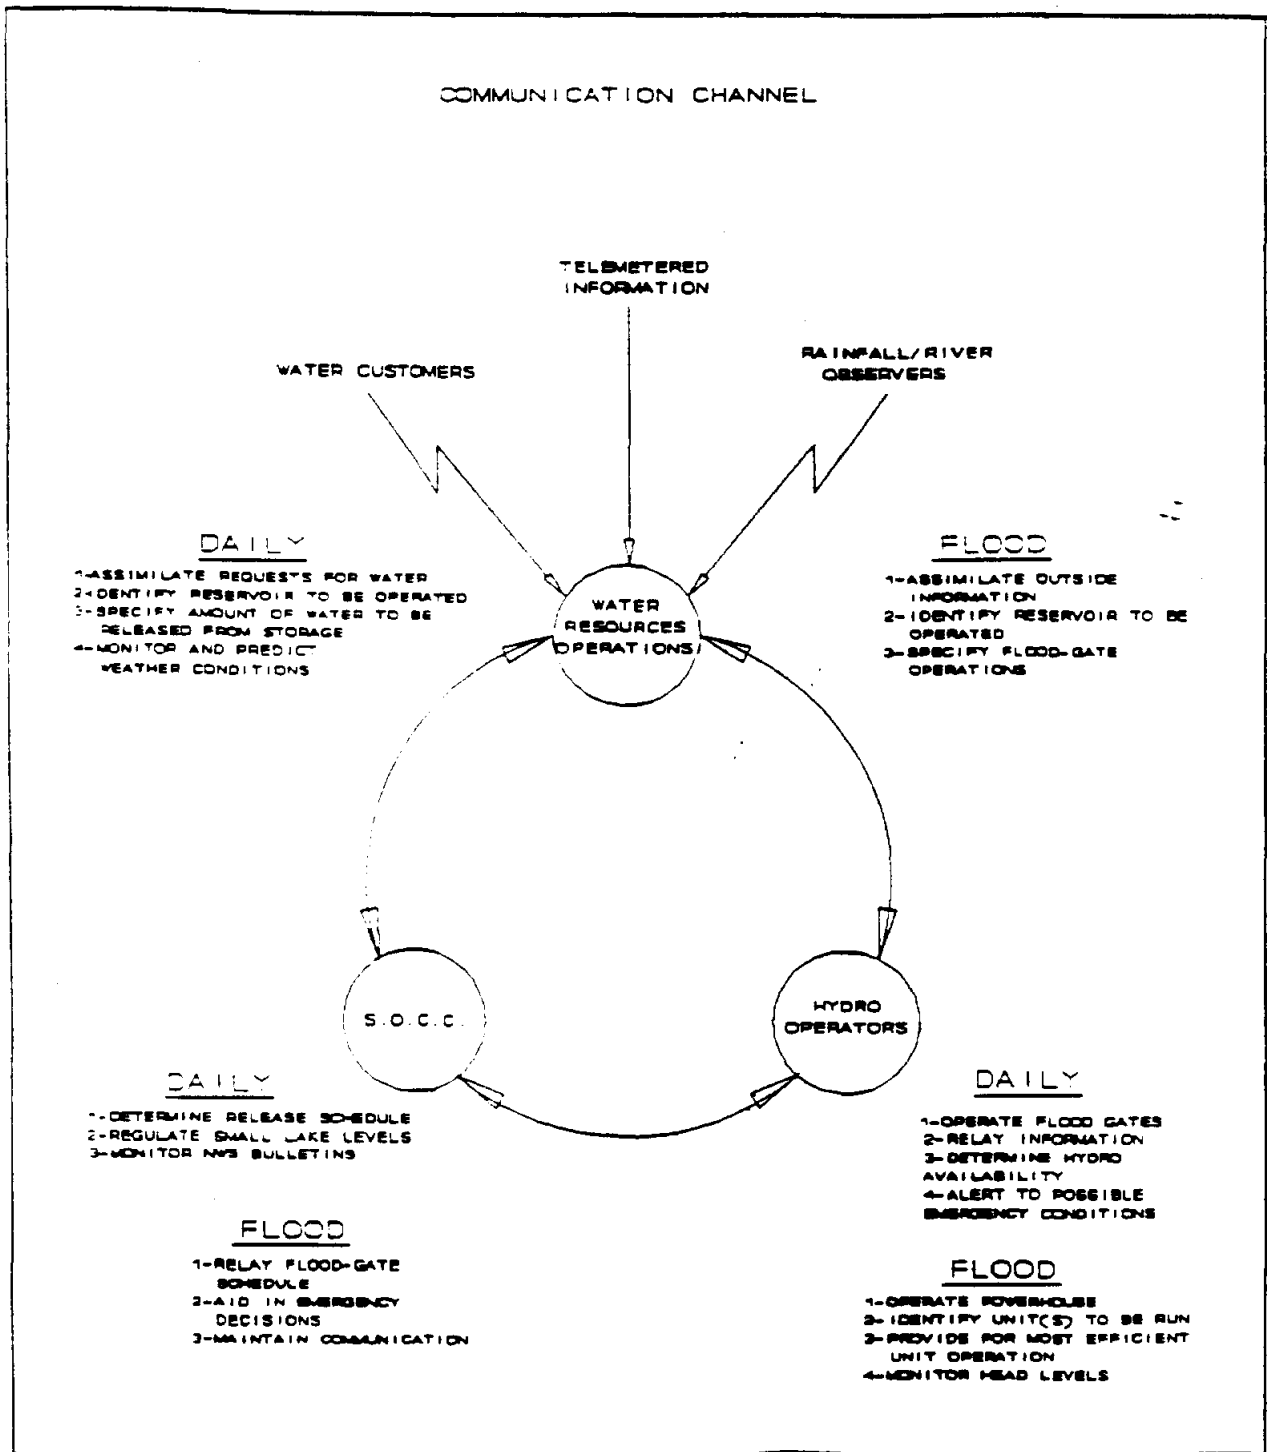 COMMUNICATION CHANNEL
TELEMETERED
INFORMATION
WATER CUSTOMERS
RAINFALL/RIVER
OBSERVERS
DAILY
1-ASSIMILATE REQUESTS FOR WATER
2-IDENTIFY RESERVOIR TO BE OPERATED
3-SPECIFY AMOUNT OF WATER TO BE
RELEASED FROM STORAGE
4-MONITOR AND PREDICT
WEATHER CONDITIONS
WATER
RESOURCES
OPERATIONS
FLOOD
1-ASSIMILATE OUTSIDE
INFORMATION
2-IDENTIFY RESERVOIR TO BE
OPERATED
3-SPECIFY FLOOD-GATE
OPERATIONS
S.O.C.C.
HYDRO
OPERATORS
DAILY
1-DETERMINE RELEASE SCHEDULE
2-REGULATE SMALL LAKE LEVELS
3-MONITOR NWS BULLETINS
FLOOD
1-RELAY FLOOD-GATE
SCHEDULE
2-AID IN EMERGENCY
DECISIONS
3-MAINTAIN COMMUNICATION
DAILY
1-OPERATE FLOOD GATES
2-RELAY INFORMATION
3-DETERMINE HYDRO
AVAILABILITY
4-ALERT TO POSSIBLE
EMERGENCY CONDITIONS
FLOOD
1-OPERATE POWERHOUSE
2-IDENTIFY UNIT(S) TO BE RUN
3-PROVIDE FOR MOST EFFICIENT
UNIT OPERATION
4-MONITOR HEAD LEVELS